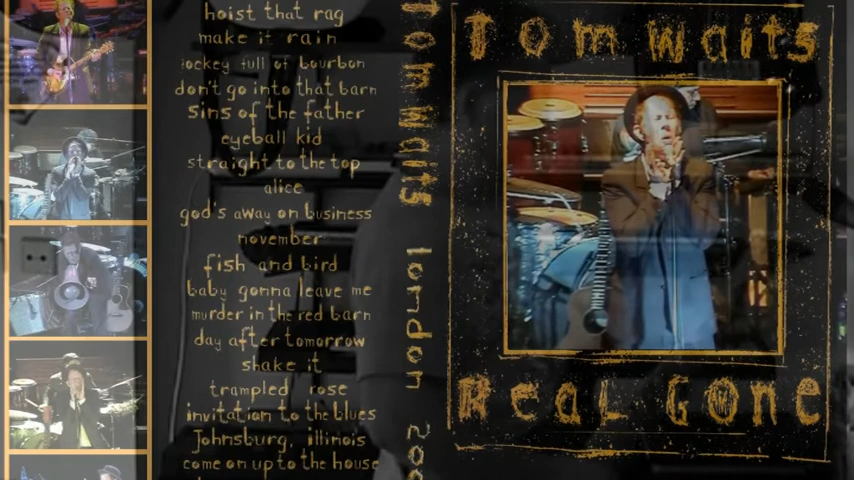 hoist that rag
make it rain
jockey full of bourbon
don't go into that barn
sins of the father
eyeball kid
straight to the top
alice
god's away on business
november
fish and bird
baby gonna leave me
murder in the red barn
day after tomorrow
shake it
trampled rose
invitation to the blues
Johnsburg, illinois
come on up to the house
Tom Waits
london
Tom Waits
Real Gone